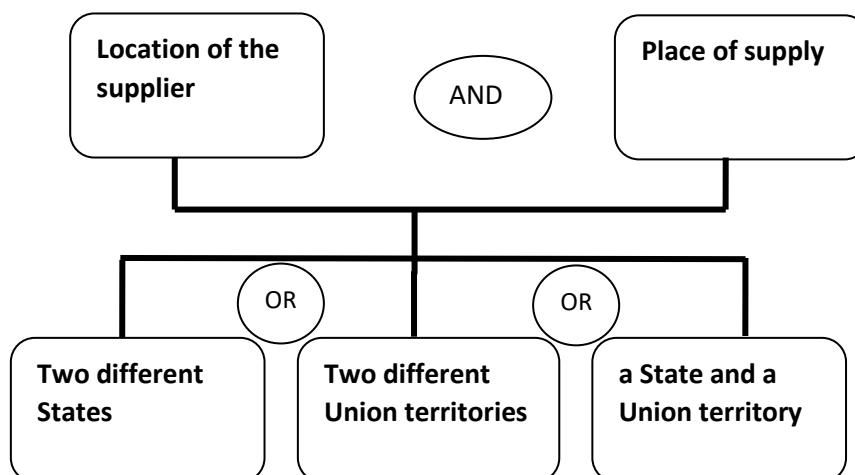 Location of the
supplier
AND
Place of supply
OR
OR
Two different
States
Two different
Union territories
a State and a
Union territory